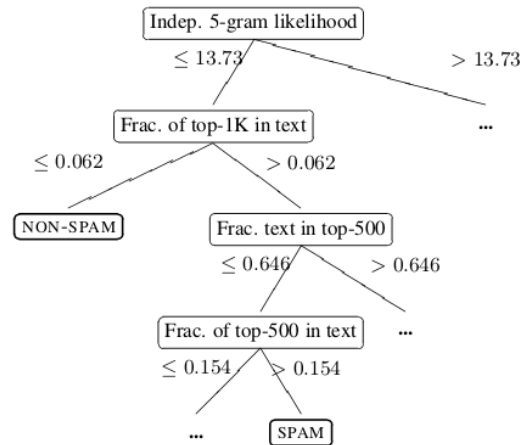 Indep. 5-gram likelihood
≤ 13.73 > 13.73
Frac. of top-1K in text
...
≤ 0.062 > 0.062
NON-SPAM
Frac. text in top-500
≤ 0.646 > 0.646
Frac. of top-500 in text
...
≤ 0.154 > 0.154
...
SPAM